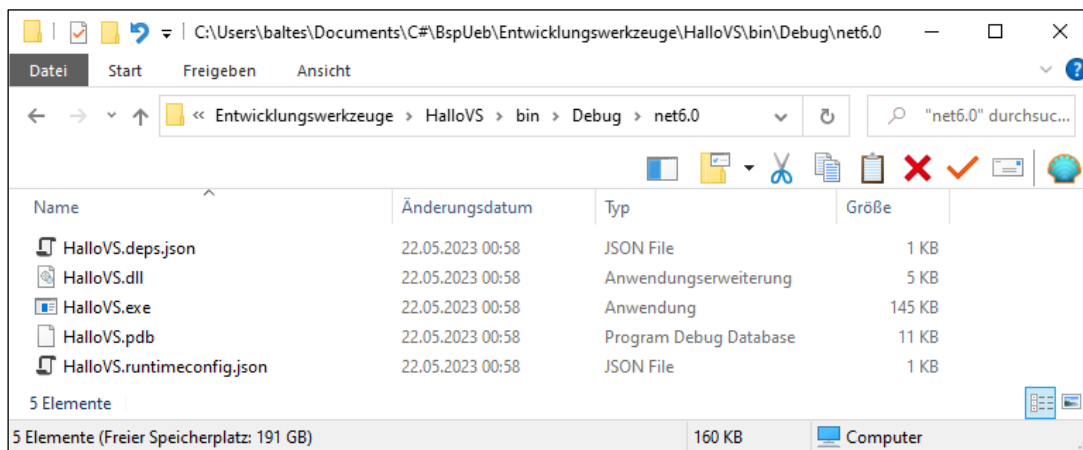 C:\Users\baltes\Documents\C#\BspUeb\Entwicklungswerkzeuge\HalloVS\bin\Debug\net6.0
Datei Start Freigeben Ansicht ?
« Entwicklungswerkzeuge > HalloVS > bin > Debug > net6.0 "net6.0" durchsuc...
Name Änderungsdatum Typ Größe
HalloVS.deps.json 22.05.2023 00:58 JSON File 1 KB
HalloVS.dll 22.05.2023 00:58 Anwendungserweiterung 5 KB
HalloVS.exe 22.05.2023 00:58 Anwendung 145 KB
HalloVS.pdb 22.05.2023 00:58 Program Debug Database 11 KB
HalloVS.runtimeconfig.json 22.05.2023 00:58 JSON File 1 KB
5 Elemente
5 Elemente (Freier Speicherplatz: 191 GB) 160 KB Computer